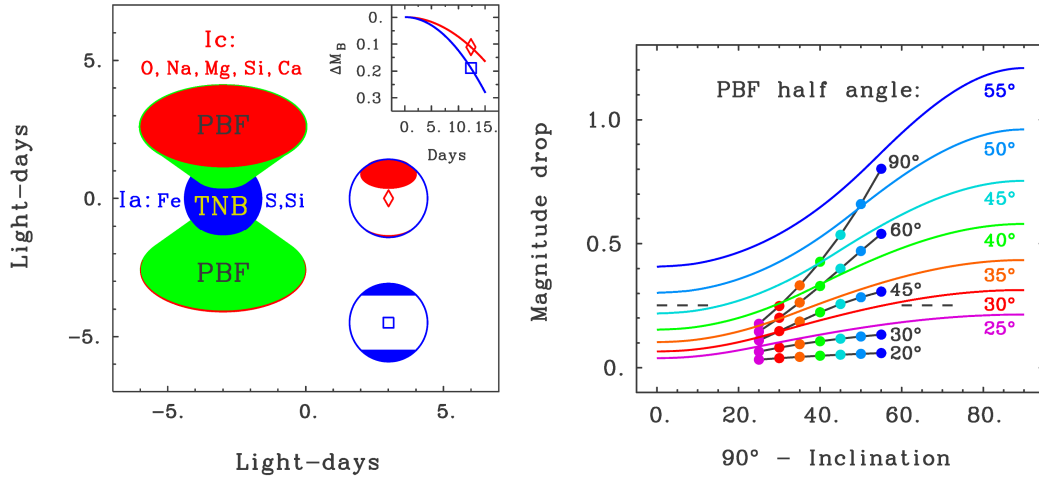 Ic:
O, Na, Mg, Si, Ca
PBF
Ia: Fe
TNB
S,Si
PBF
5.
0.
−5.
Light−days
−5.
0.
5.
Light−days
0.
0.1
0.2
0.3
ΔM_B
0.
5.
10.
15.
Days
PBF half angle:
55°
50°
45°
40°
35°
30°
25°
90°
60°
45°
30°
20°
1.0
0.5
0.
Magnitude drop
0.
20.
40.
60.
80.
90° − Inclination